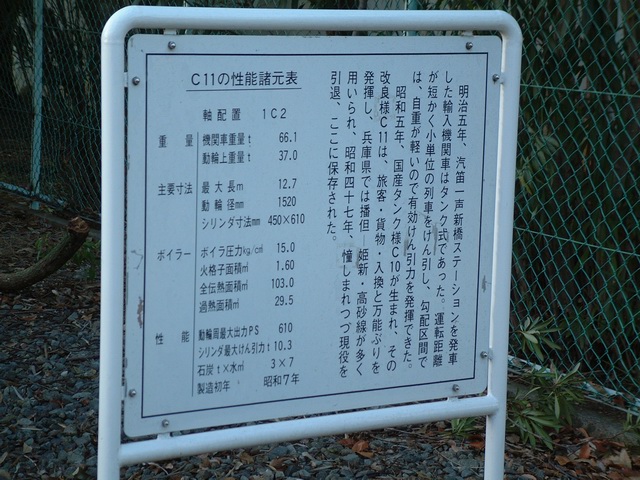 明治五年、汽笛一声新橋ステーションを発車
した輸入機関車はタンク式であった。運転距離
が短かく小単位の列車をけん引し、勾配区間で
は、自重が軽いので有効けん引力を発揮できた。
昭和五年、国産タンク様C10が生まれ、その
改良様C11は、旅客・貨物・入換と万能ぶりを
発揮し、兵庫県では播但―姫新・高砂線が多く
用いられ、昭和四十七年、憧しまれつづ現役を
引退、ここに保存された。
C11の性能諸元表
軸配置 1C2
重量 機関車重量t 66.1
動輪上重量t 37.0
主要寸法 最大長m 12.7
動輪径mm 1520
シリンダ寸法mm 450×610
ボイラー ボイラ圧力kg/cm² 15.0
火格子面積㎡ 1.60
全伝熱面積㎡ 103.0
過熱面積㎡ 29.5
性能 動輪周最大出力PS 610
シリンダ最大けん引力t 10.3
石炭t×水㎥ 3×7
製造初年 昭和7年